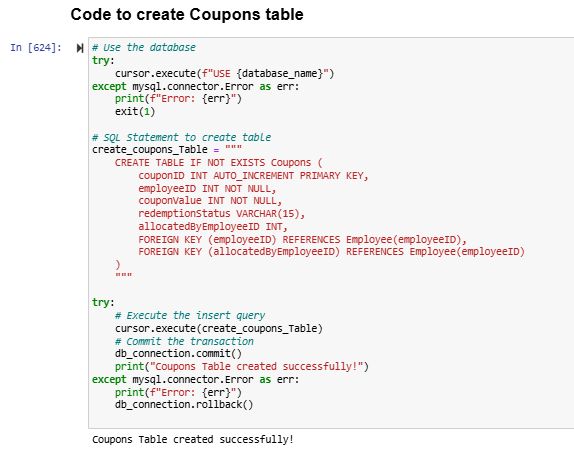 Code to create Coupons table
In [624]:
# Use the database
try:
    cursor.execute(f"USE {database_name}")
except mysql.connector.Error as err:
    print(f"Error: {err}")
    exit(1)
# SQL Statement to create table
create_coupons_Table = """
    CREATE TABLE IF NOT EXISTS Coupons (
        couponID INT AUTO_INCREMENT PRIMARY KEY,
        employeeID INT NOT NULL,
        couponValue INT NOT NULL,
        redemptionStatus VARCHAR(15),
        allocatedByEmployeeID INT,
        FOREIGN KEY (employeeID) REFERENCES Employee(employeeID),
        FOREIGN KEY (allocatedByEmployeeID) REFERENCES Employee(employeeID)
    )
    """
try:
    # Execute the insert query
    cursor.execute(create_coupons_Table)
    # Commit the transaction
    db_connection.commit()
    print("Coupons Table created successfully!")
except mysql.connector.Error as err:
    print(f"Error: {err}")
    db_connection.rollback()
Coupons Table created successfully!